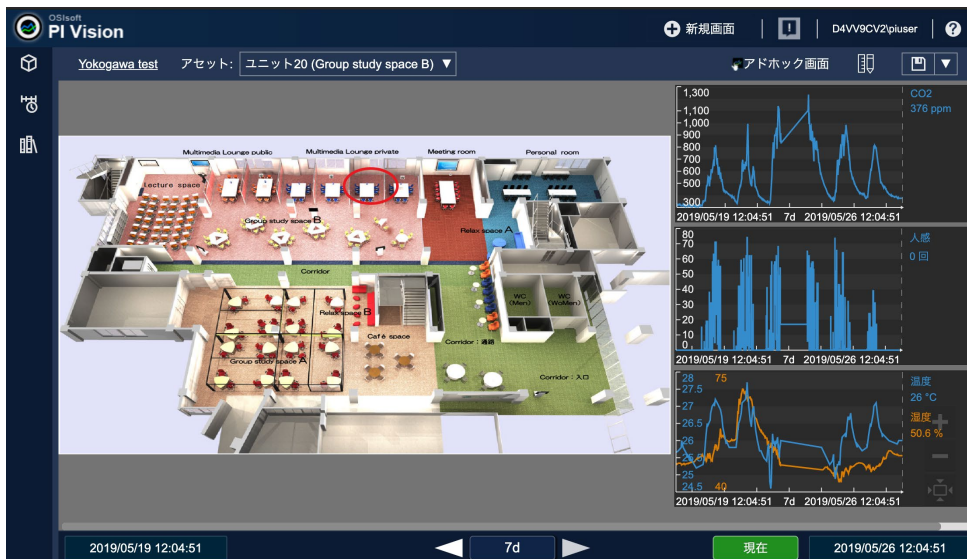 OSIsoft
PI Vision
新規画面
D4VV9CV2\piuser
?
Yokogawa test
アセット:
ユニット20 (Group study space B) ▼
アドホック画面
Multimedia Lounge public
Multimedia Lounge private
Meeting room
Personal room
Lecture space
Group study space B
Relax space A
Corridor
WC
(Men)
WC
(WoMen)
Relax space B
Café space
Corridor : 通路
Group study space A
Corridor : 入口
1,300
1,100
1,000
900
800
700
600
500
300
CO2
376 ppm
2019/05/19 12:04:51 7d 2019/05/26 12:04:51
80
70
60
50
40
30
20
10
0
人感
0 回
2019/05/19 12:04:51 7d 2019/05/26 12:04:51
28 75
27.5
27
26.5
26
25
24.5 40
温度
26 °C
湿度
50.6 %
2019/05/19 12:04:51 7d 2019/05/26 12:04:51
2019/05/19 12:04:51
7d
現在
2019/05/26 12:04:51